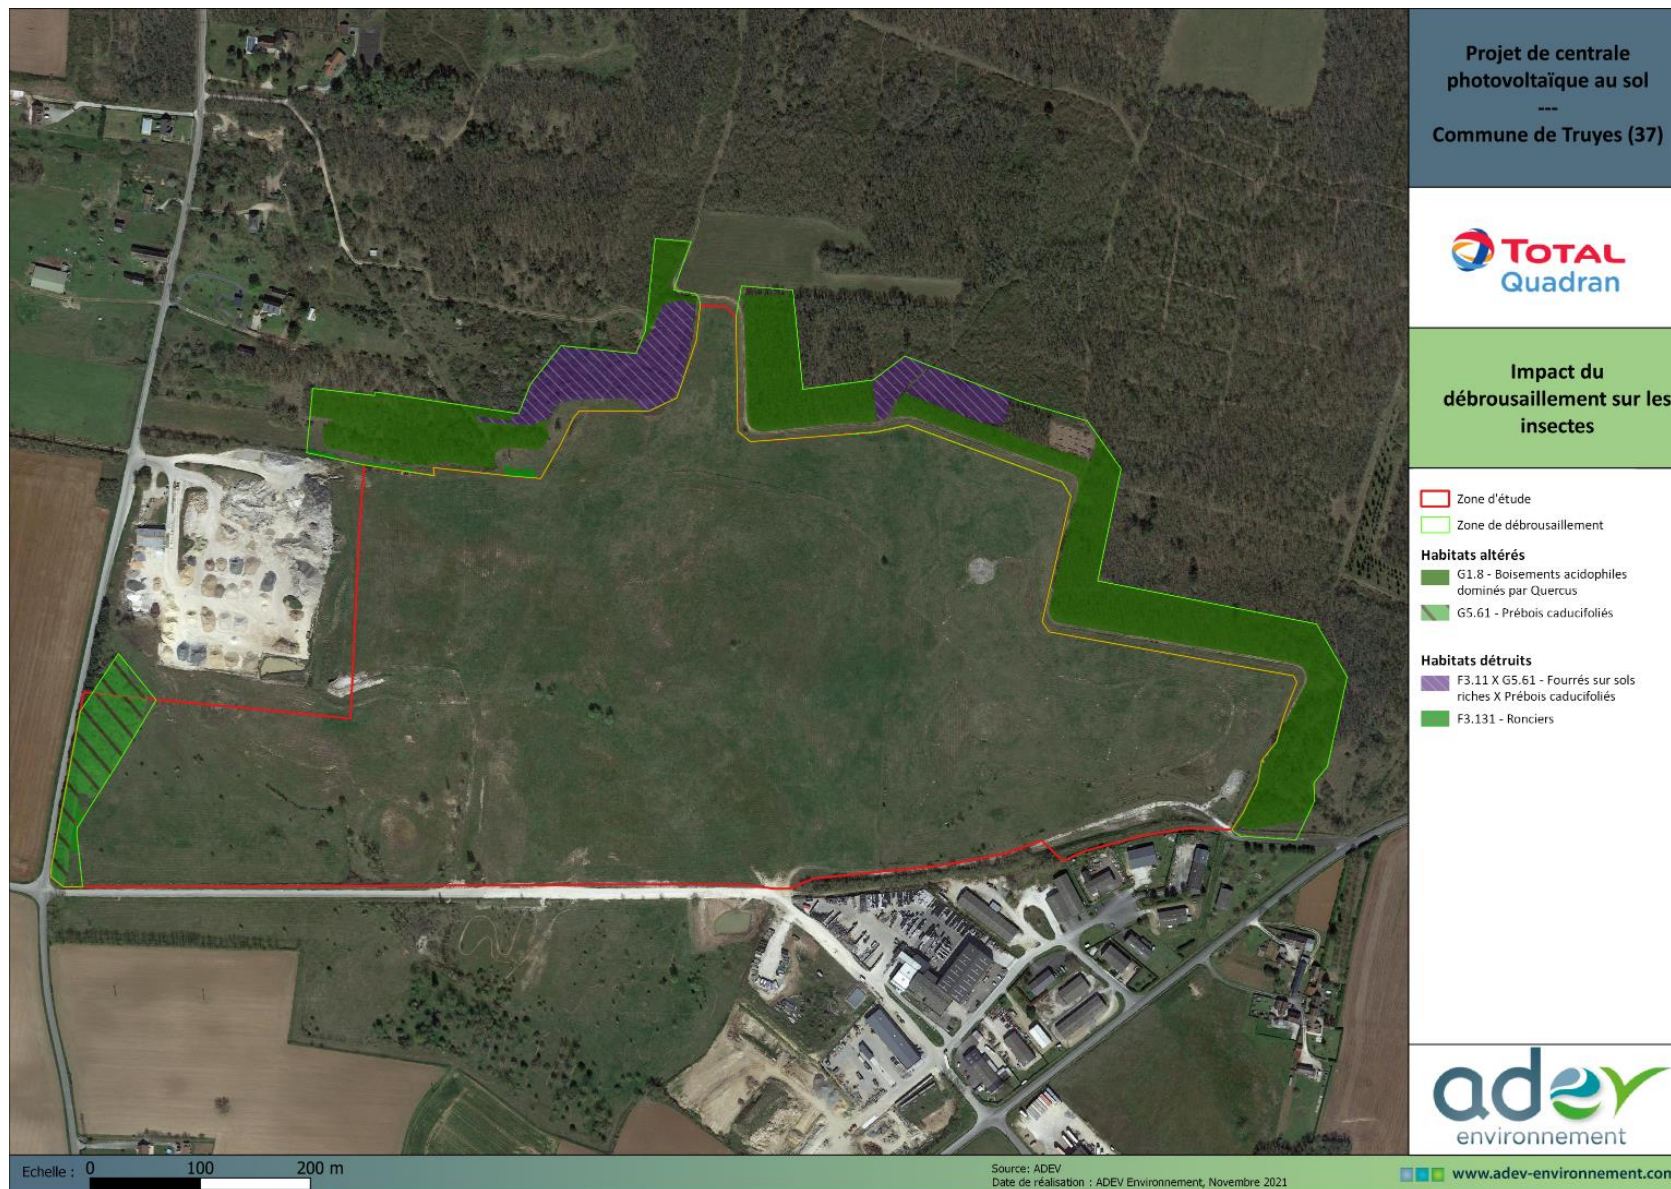 Projet de centrale
photovoltaïque au sol
---
Commune de Truyes (37)
TOTAL
Quadran
Impact du
débrousaillement sur les
insectes
Zone d'étude
Zone de débrousaillement
Habitats altérés
G1.8 - Boisements acidophiles
dominés par Quercus
G5.61 - Prébois caducifoliés
Habitats détruits
F3.11 X G5.61 - Fourrés sur sols
riches X Prébois caducifoliés
F3.131 - Ronciers
adev
environnement
Echelle : 0 100 200 m
Source: ADEV
Date de réalisation : ADEV Environnement, Novembre 2021
www.adev-environnement.com